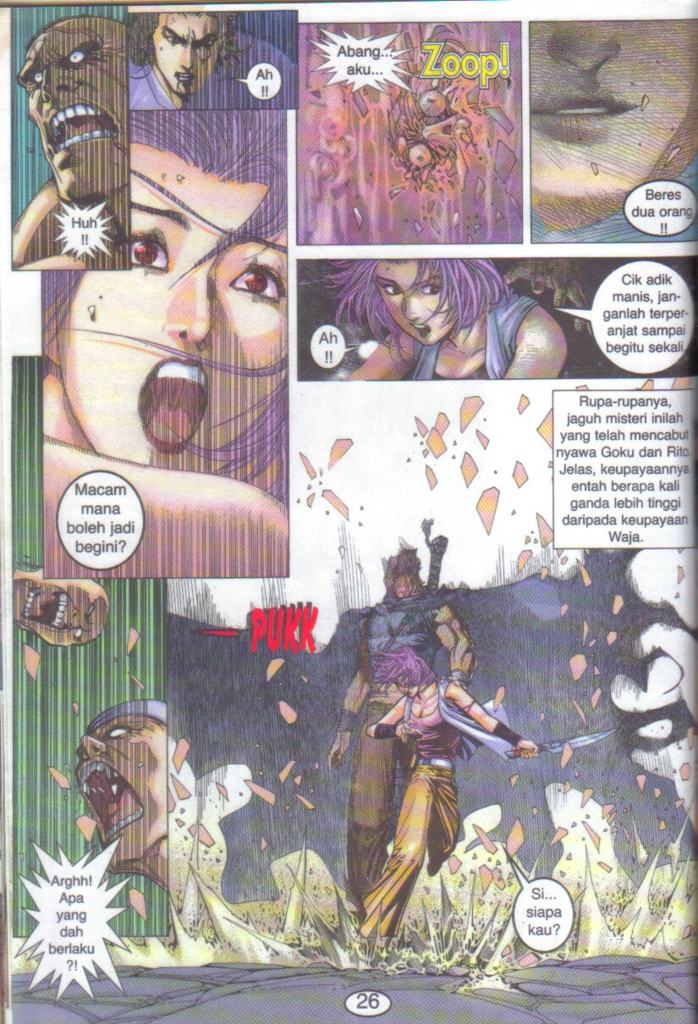 Ah
!!
Huh
!!
Abang...
aku...
Zoop!
Beres
dua orang
!!
Macam
mana
boleh jadi
begini?
Ah
!!
Cik adik
manis, jan-
ganlah terper-
anjat sampai
begitu sekali.
Rupa-rupanya,
jaguh misteri inilah
yang telah mencabut
nyawa Goku dan Rito
Jelas, keupayaannya
entah berapa kali
ganda lebih tinggi
daripada keupayaan
Waja.
PUKK
Arghh!
Apa
yang
dah
berlaku
?!
Si...
siapa
kau?
26